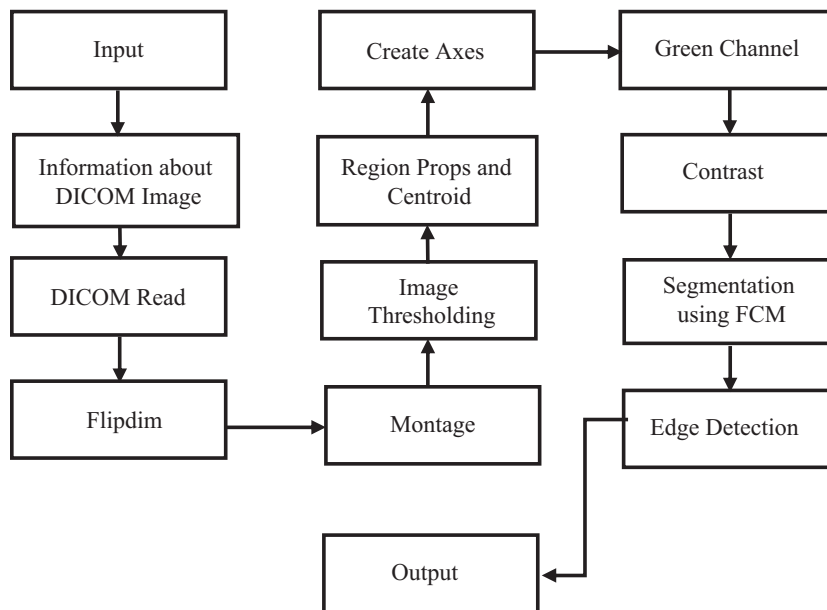 Input
Information about
DICOM Image
DICOM Read
Flipdim
Montage
Image
Thresholding
Region Props and
Centroid
Create Axes
Green Channel
Contrast
Segmentation
using FCM
Edge Detection
Output